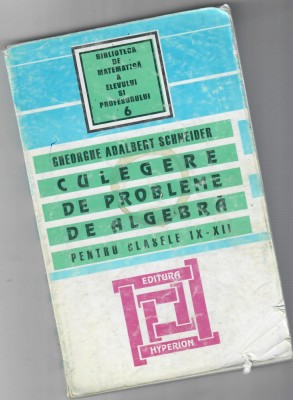 BIBLIOTECA
DE
MATEMATICĂ
A
ELEVULUI
ȘI
PROFESORULUI
6
GHEORGHE ADALBERT SCHNEIDER
CULEGERE
DE PROBLEME
DE ALGEBRĂ
PENTRU CLASELE IX-XII
EDITURA
HYPERION